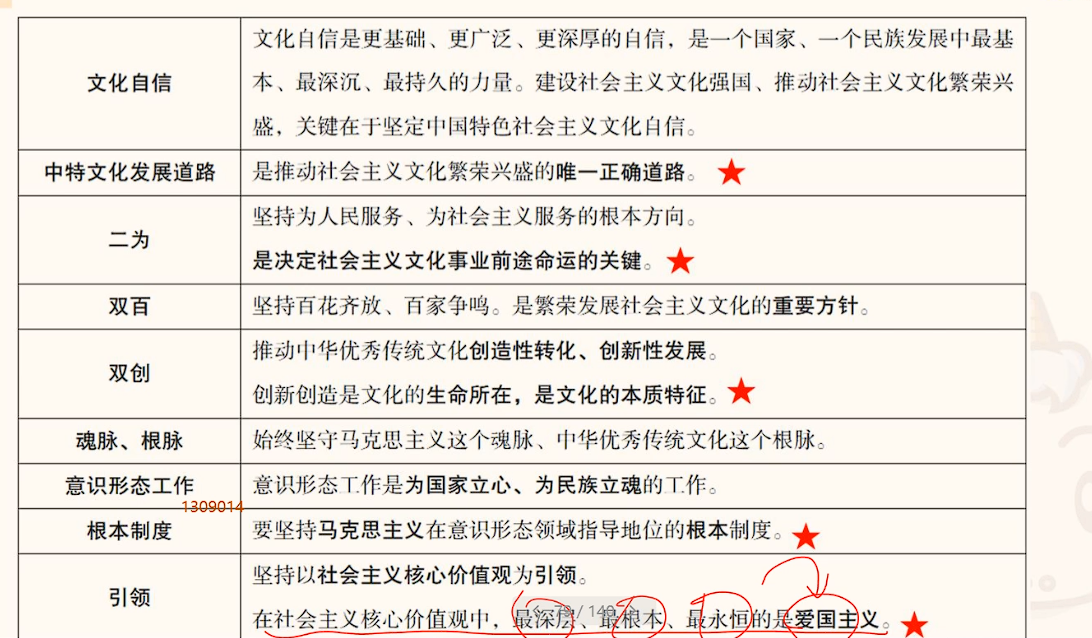 文化自信
文化自信是更基础、更广泛、更深厚的自信，是一个国家、一个民族发展中最基
本、最深沉、最持久的力量。建设社会主义文化强国、推动社会主义文化繁荣兴
盛，关键在于坚定中国特色社会主义文化自信。
中特文化发展道路
是推动社会主义文化繁荣兴盛的唯一正确道路。
二为
坚持为人民服务、为社会主义服务的根本方向。
是决定社会主义文化事业前途命运的关键。
双百
坚持百花齐放、百家争鸣。是繁荣发展社会主义文化的重要方针。
双创
推动中华优秀传统文化创造性转化、创新性发展。
创新创造是文化的生命所在，是文化的本质特征。
魂脉、根脉
始终坚守马克思主义这个魂脉、中华优秀传统文化这个根脉。
意识形态工作
意识形态工作是为国家立心、为民族立魂的工作。
1309014
根本制度
要坚持马克思主义在意识形态领域指导地位的根本制度。
引领
坚持以社会主义核心价值观为引领。
在社会主义核心价值观中，最深层、最根本、最永恒的是爱国主义。
79 / 140